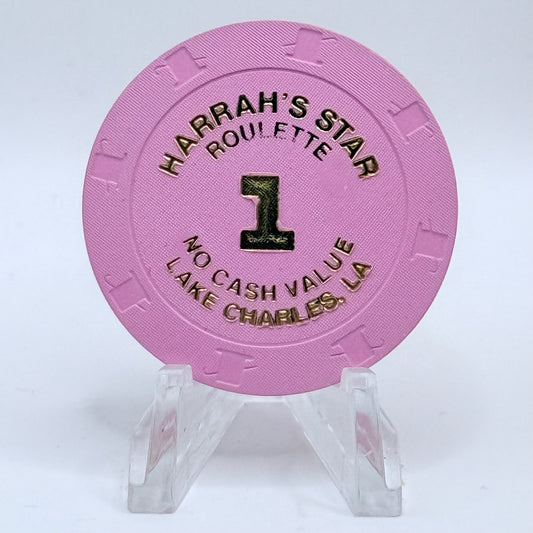 HARRAH'S STAR
ROULETTE
1
NO CASH VALUE
LAKE CHARLES, LA